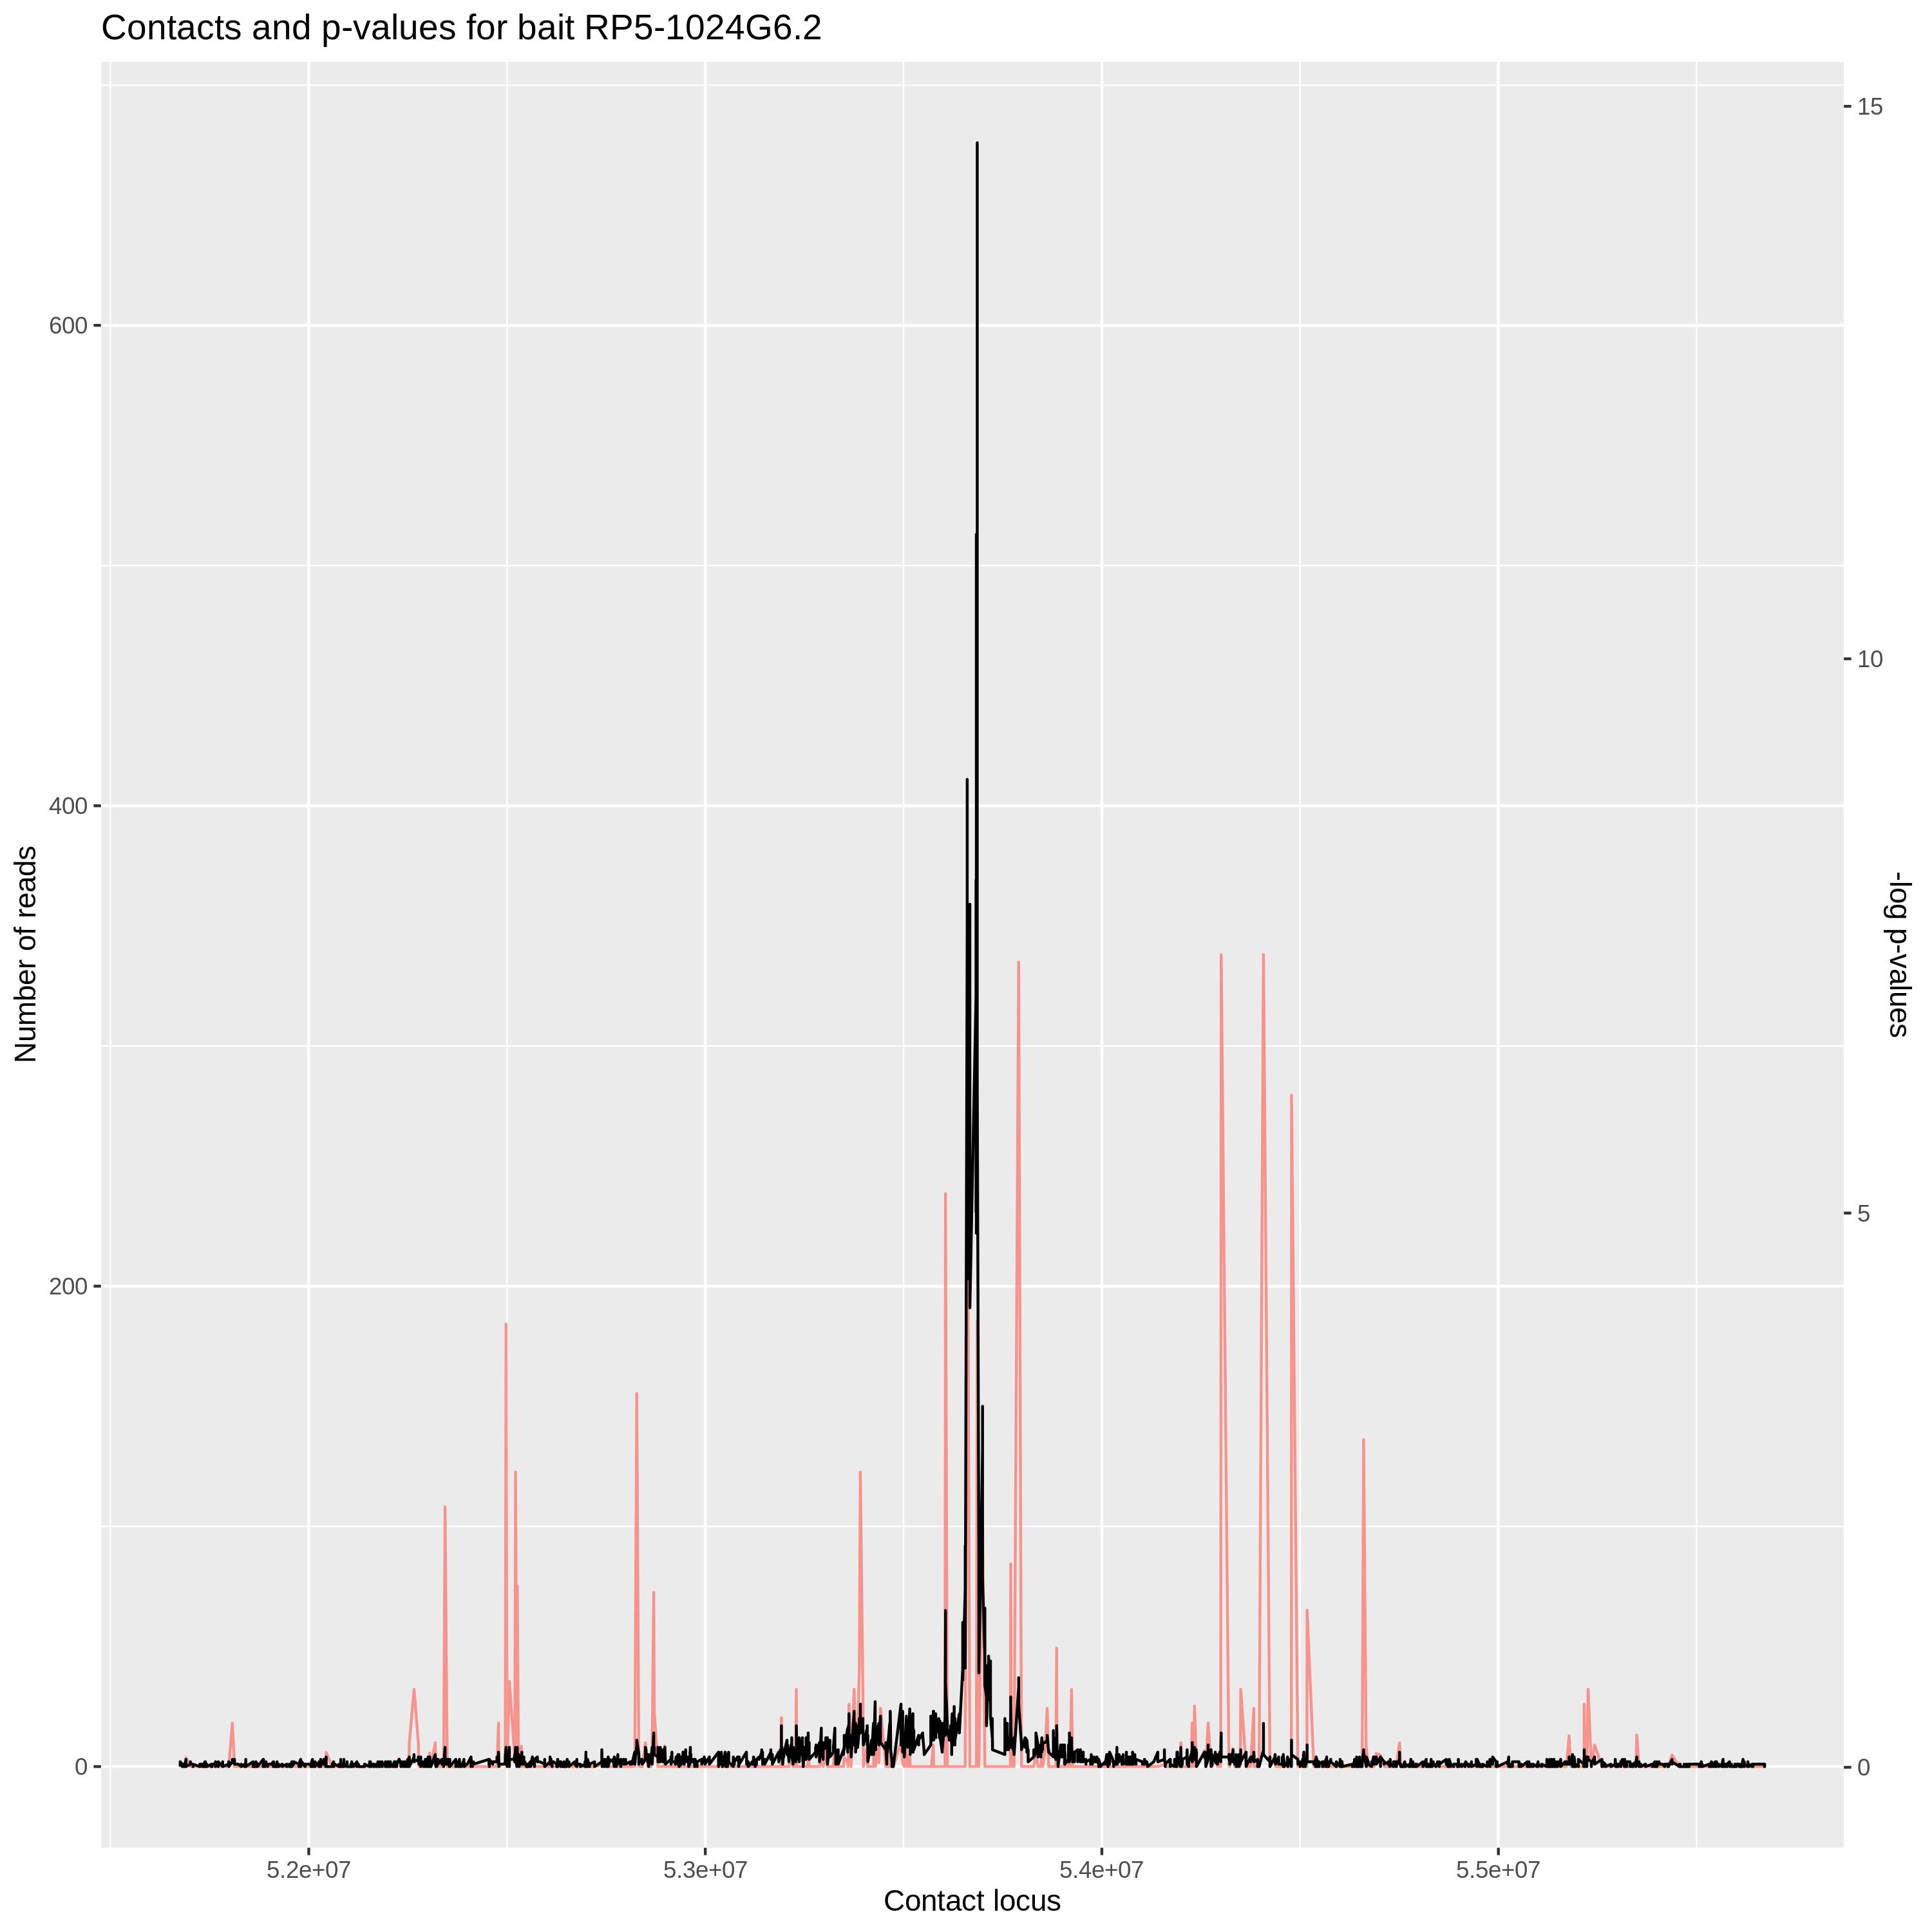 Contacts and p-values for bait RP5-1024G6.2
15
600
10
400
Number of reads
-log p-values
5
200
0
0
5.2e+07
5.3e+07
5.4e+07
5.5e+07
Contact locus